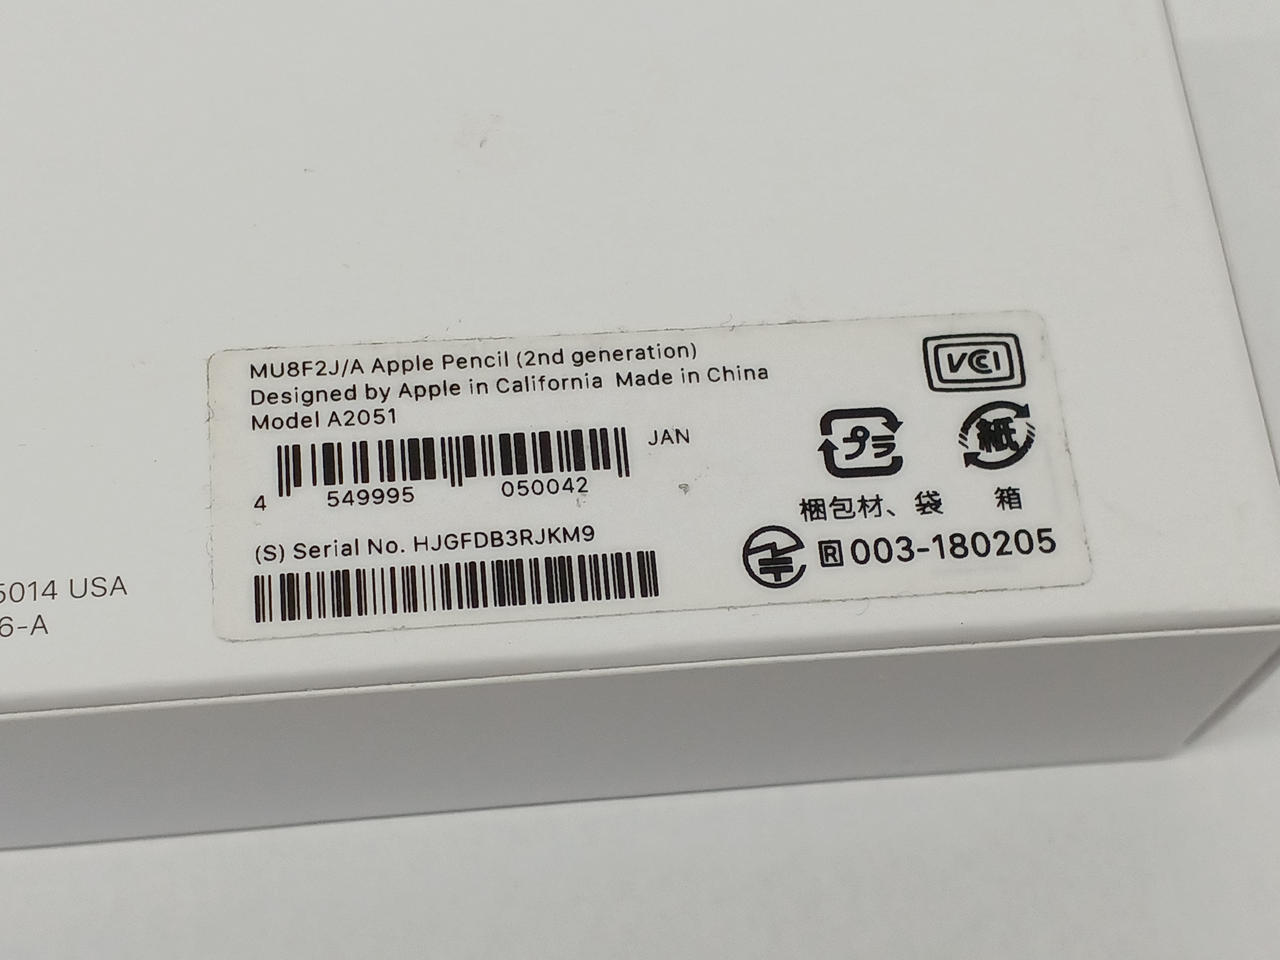 MU8F2J/A Apple Pencil (2nd generation)
Designed by Apple in California Made in China
Model A2051
JAN
4 549995 050042
(S) Serial No. HJGFDB3RJKM9
VCCI
プラ
紙
梱包材、袋
箱
R 003-180205
5014 USA
6-A